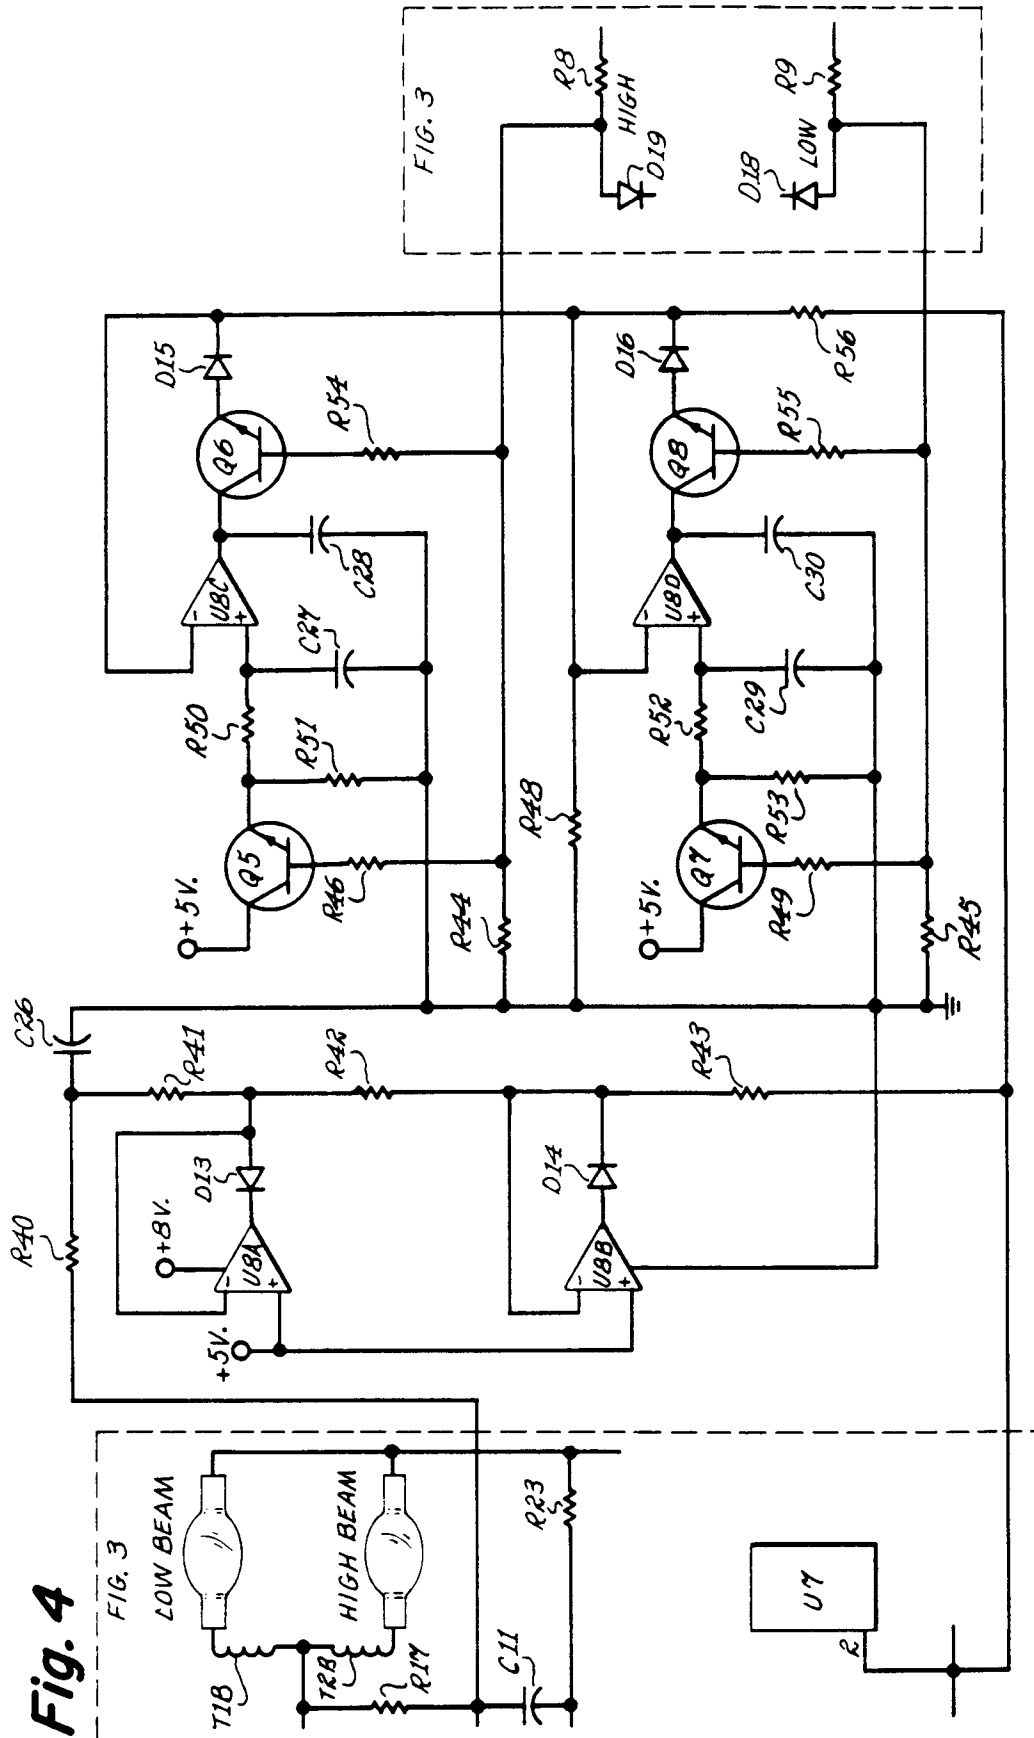 Fig. 4
FIG. 3
LOW BEAM
HIGH BEAM
T1B
T2B
R17
C11
R23
U7
2
R40
+5V.
+8V.
U8A
-
+
D13
U8B
-
+
D14
C26
R41
R42
R43
+5V.
Q5
R46
R44
R50
R51
C27
U8C
-
+
C28
Q6
D15
R54
R48
+5V.
Q7
R49
R45
R52
R53
C29
U8D
-
+
C30
Q8
D16
R55
R56
FIG. 3
R8
HIGH
D19
R9
LOW
D18